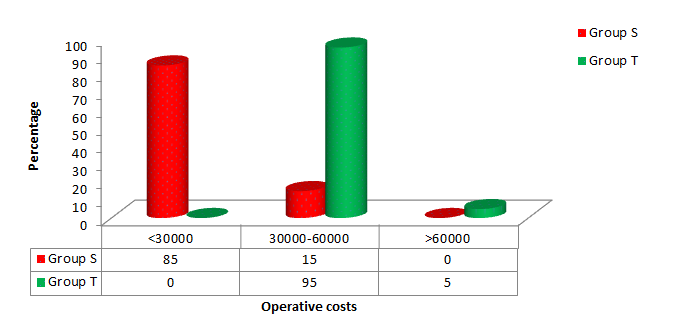 Group S
Group T
Percentage
100
90
80
70
60
50
40
30
20
10
0
<30000 30000-60000 >60000
Group S 85 15 0
Group T 0 95 5
Operative costs